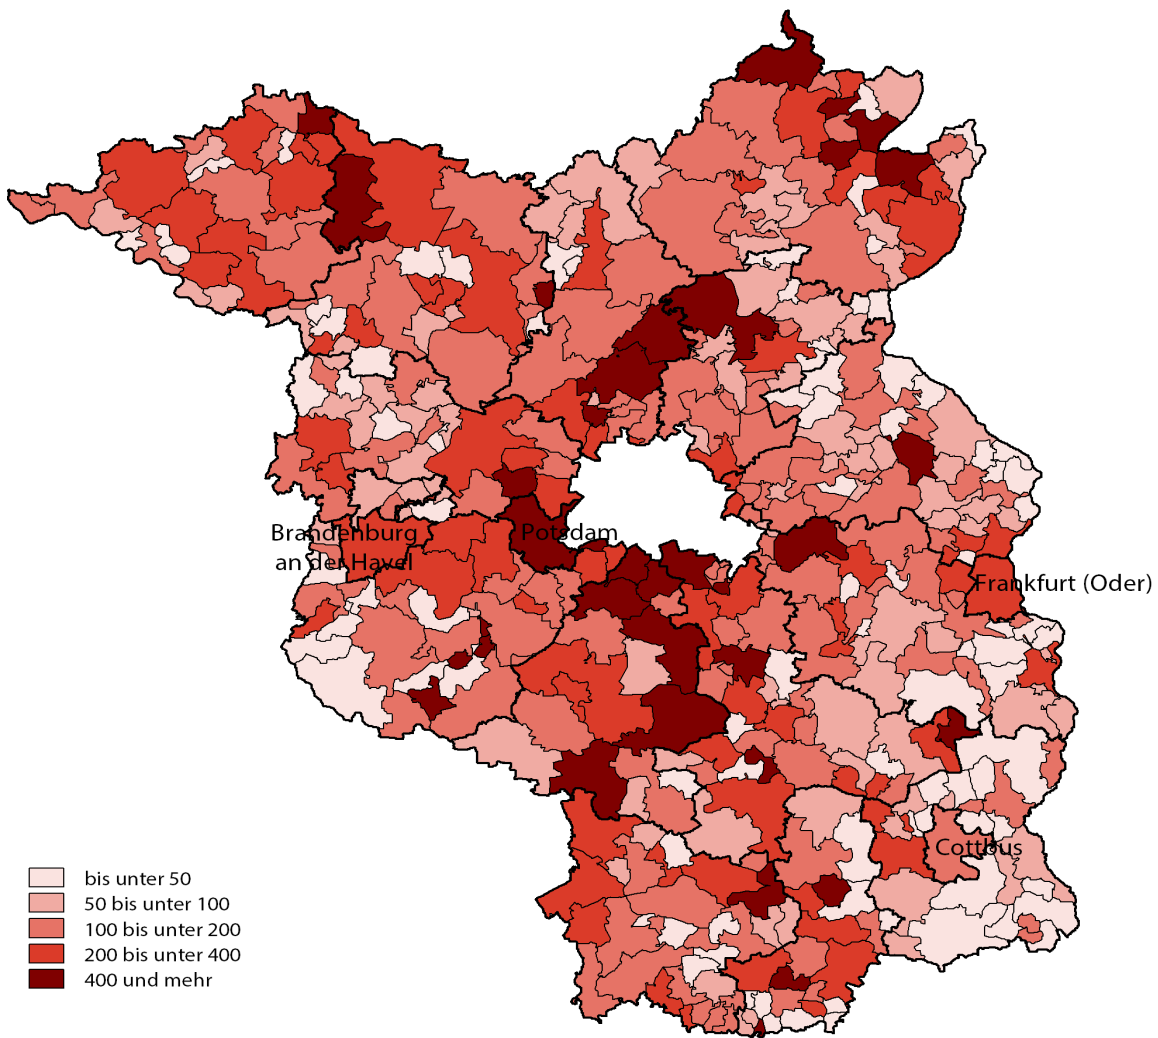 Brandenburg
an der Havel
Potsdam
Frankfurt (Oder)
Cottbus
bis unter 50
50 bis unter 100
100 bis unter 200
200 bis unter 400
400 und mehr